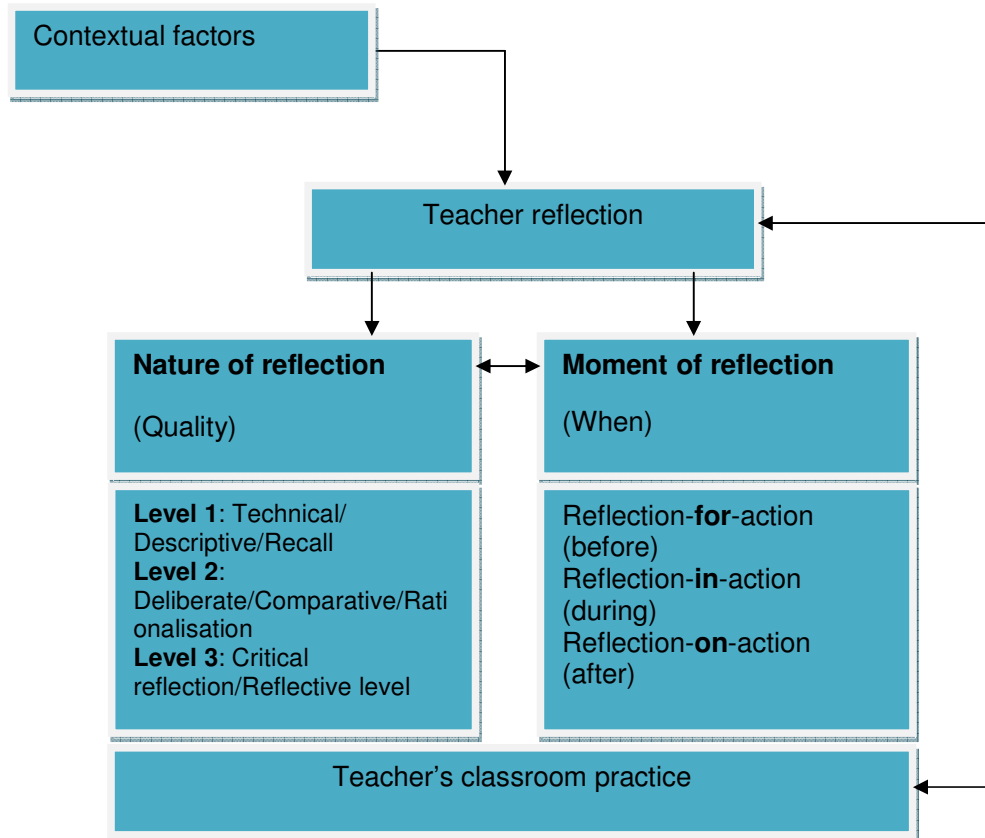 Contextual factors
Teacher reflection
Nature of reflection
(Quality)
Moment of reflection
(When)
Level 1: Technical/
Descriptive/Recall
Level 2:
Deliberate/Comparative/Rati
onalisation
Level 3: Critical
reflection/Reflective level
Reflection-for-action
(before)
Reflection-in-action
(during)
Reflection-on-action
(after)
Teacher’s classroom practice